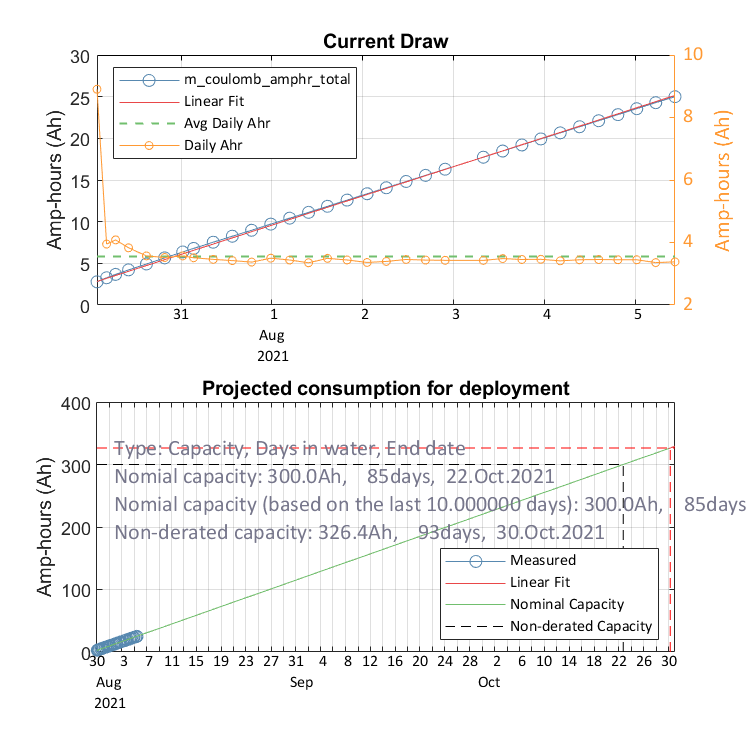 Current Draw
30
25
20
15
10
5
0
Amp-hours (Ah)
10
8
6
4
2
Amp-hours (Ah)
m_coulomb_amphr_total
Linear Fit
Avg Daily Ahr
Daily Ahr
31 1 2 3 4 5
Aug
2021
Projected consumption for deployment
400
300
200
100
0
Amp-hours (Ah)
Type: Capacity, Days in water, End date
Nomial capacity: 300.0Ah, 85days, 22.Oct.2021
Nomial capacity (based on the last 10.000000 days): 300.0Ah, 85days
Non-derated capacity: 326.4Ah, 93days, 30.Oct.2021
Measured
Linear Fit
Nominal Capacity
Non-derated Capacity
30 3 7 11 15 19 23 27 31 4 8 12 16 20 24 28 2 6 10 14 18 22 26 30
Aug Sep Oct
2021